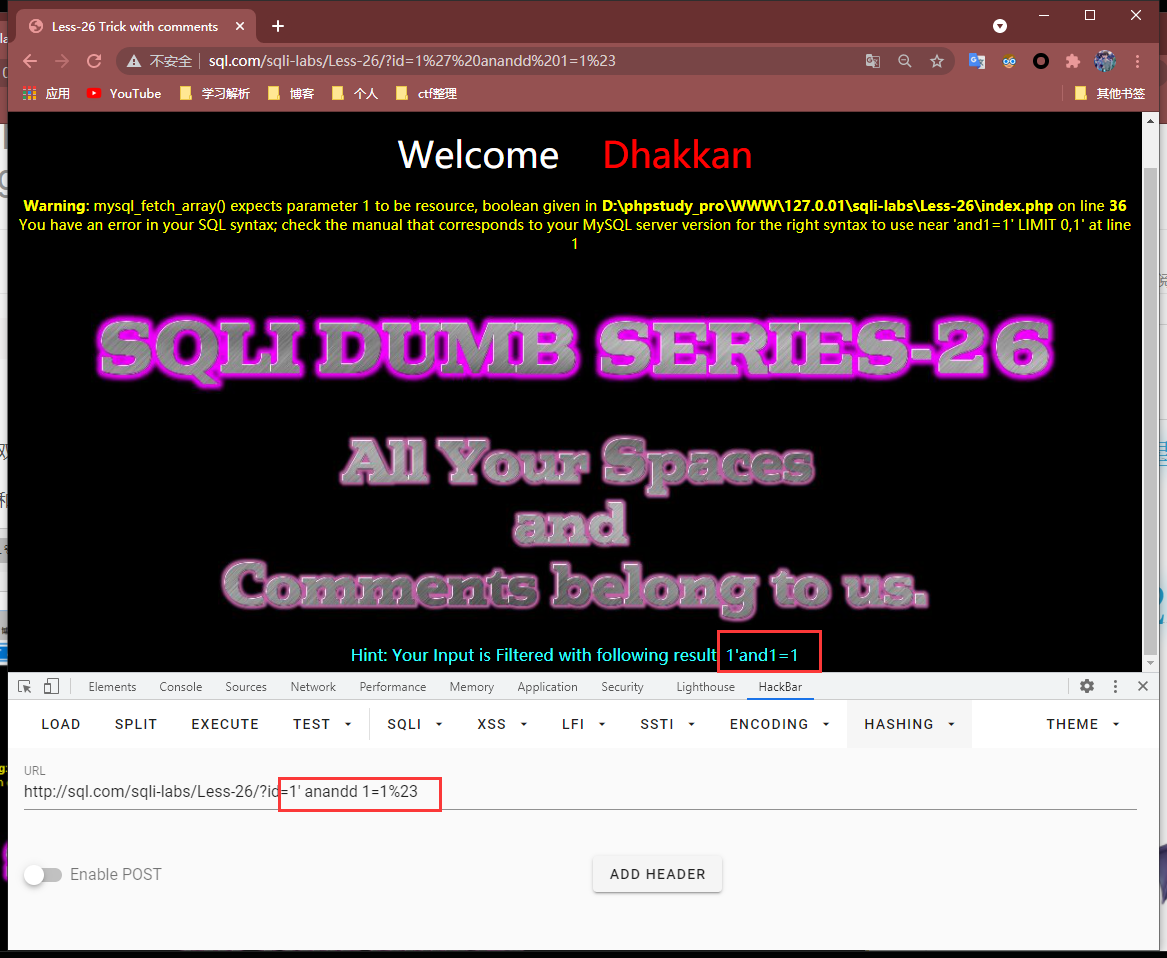 Less-26 Trick with comments
不安全 sql.com/sqli-labs/Less-26/?id=1%27%20anandd%201=1%23
应用 YouTube 学习解析 博客 个人 ctf整理 其他书签
Welcome Dhakkan
Warning: mysql_fetch_array() expects parameter 1 to be resource, boolean given in D:\phpstudy_pro\WWW\127.0.01\sqli-labs\Less-26\index.php on line 36
You have an error in your SQL syntax; check the manual that corresponds to your MySQL server version for the right syntax to use near 'and1=1' LIMIT 0,1' at line
1
SQLI DUMB SERIES-26
All Your Spaces
and
Comments belong to us.
Hint: Your Input is Filtered with following result: 1'and1=1
Elements Console Sources Network Performance Memory Application Security Lighthouse HackBar
LOAD SPLIT EXECUTE TEST SQLI XSS LFI SSTI ENCODING HASHING THEME
URL
http://sql.com/sqli-labs/Less-26/?id=1' anandd 1=1%23
Enable POST ADD HEADER